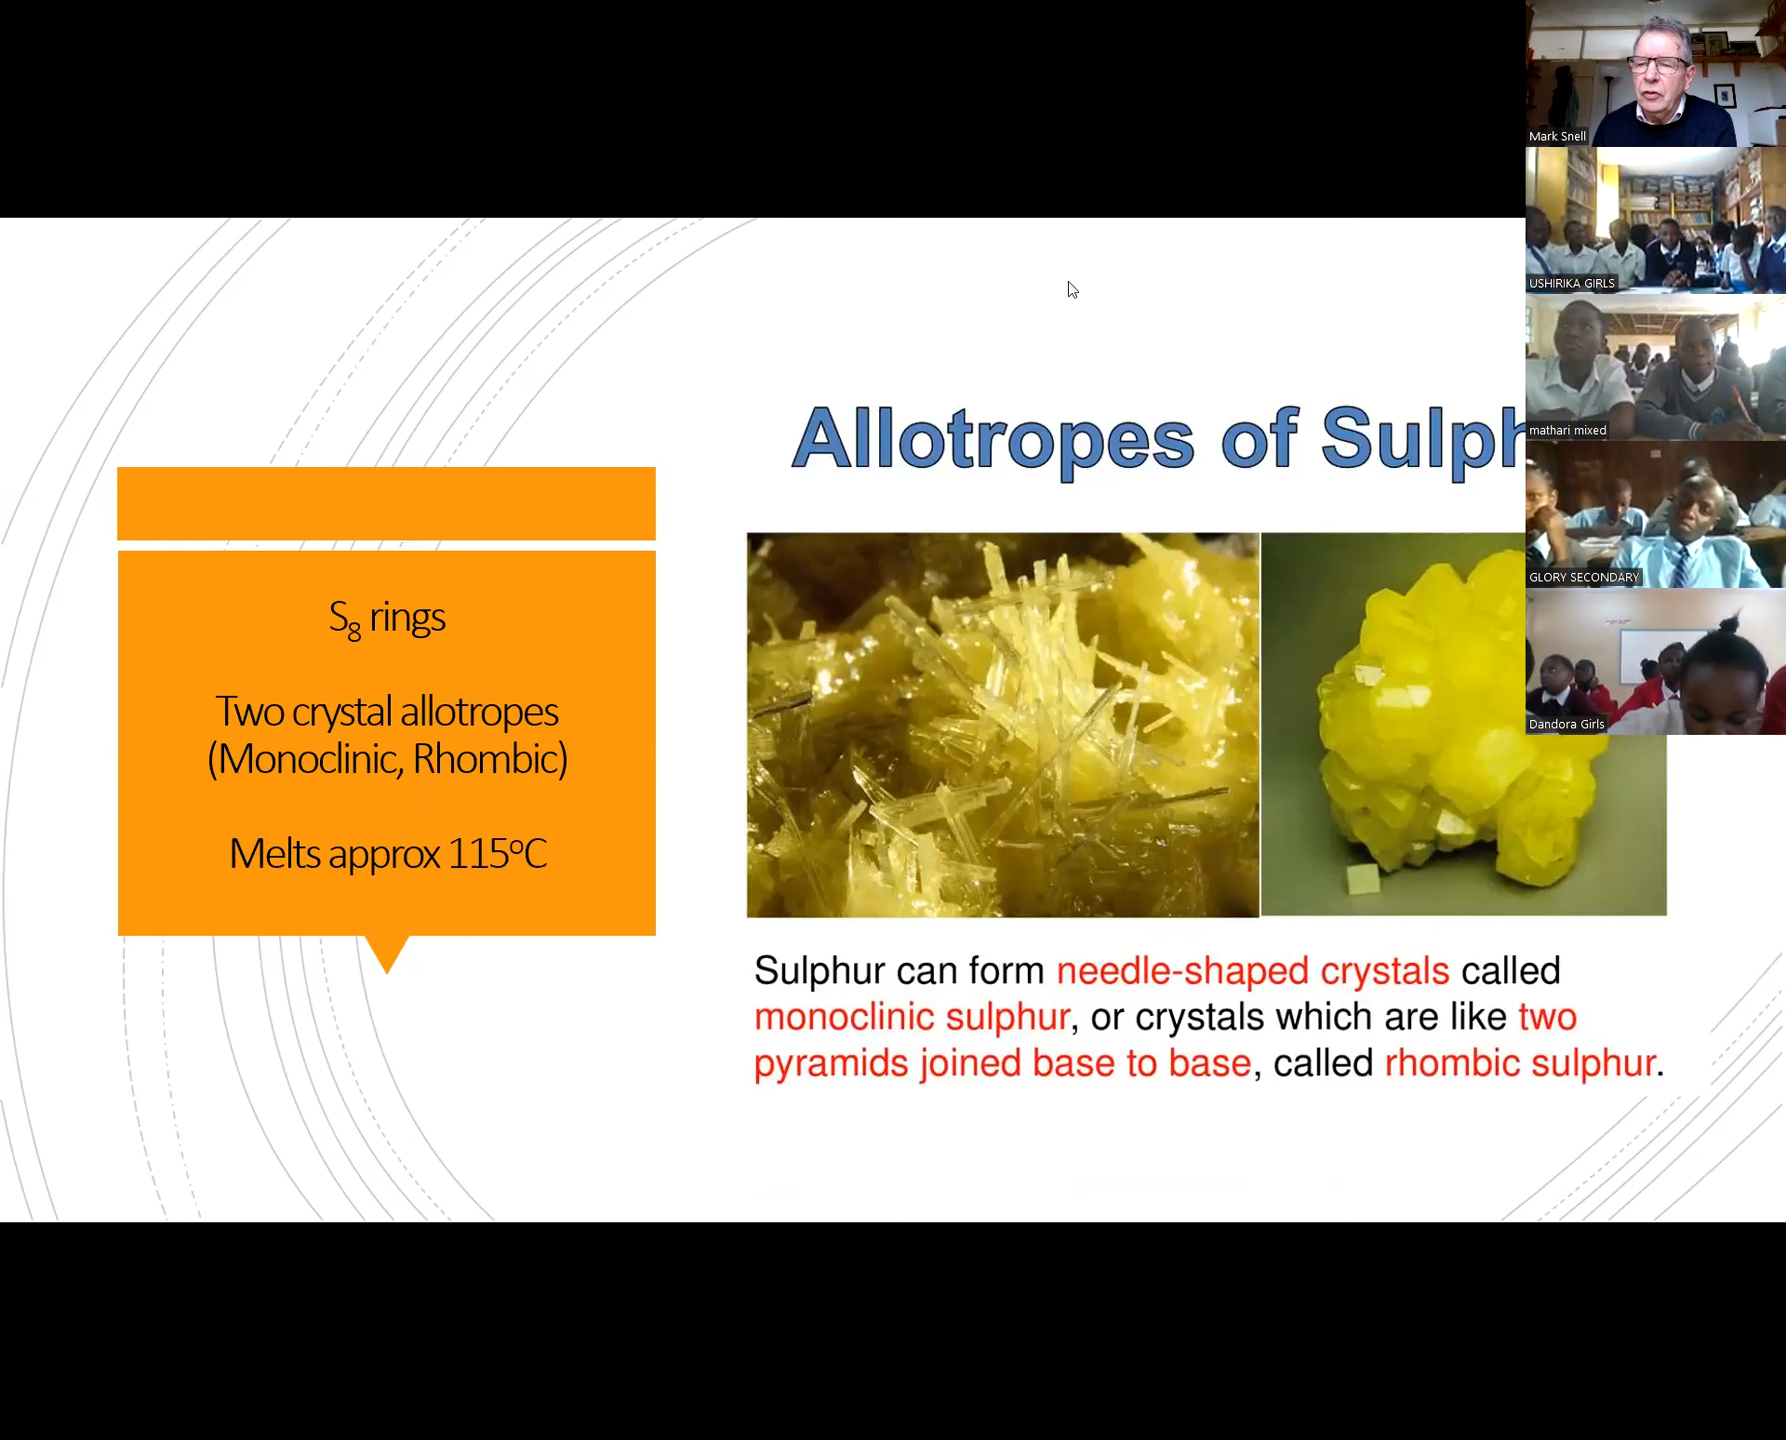 Mark Snell
USHIRIKA GIRLS
mathari mixed
GLORY SECONDARY
Dandora Girls
Allotropes of Sulph
S₈ rings
Two crystal allotropes
(Monoclinic, Rhombic)
Melts approx 115ºC
Sulphur can form needle-shaped crystals called
monoclinic sulphur, or crystals which are like two
pyramids joined base to base, called rhombic sulphur.